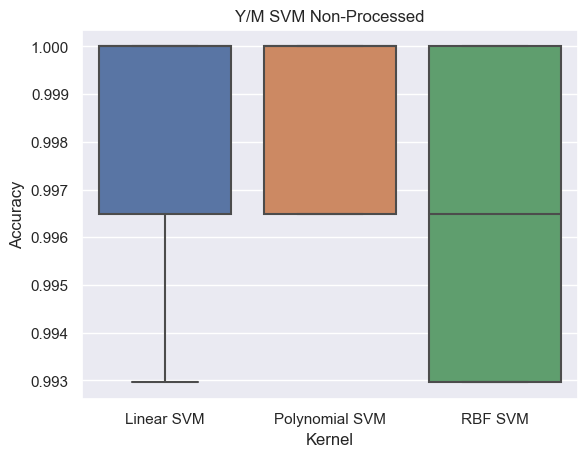 Y/M SVM Non-Processed
1.000
0.999
0.998
0.997
0.996
0.995
0.994
0.993
Accuracy
Linear SVM
Polynomial SVM
RBF SVM
Kernel